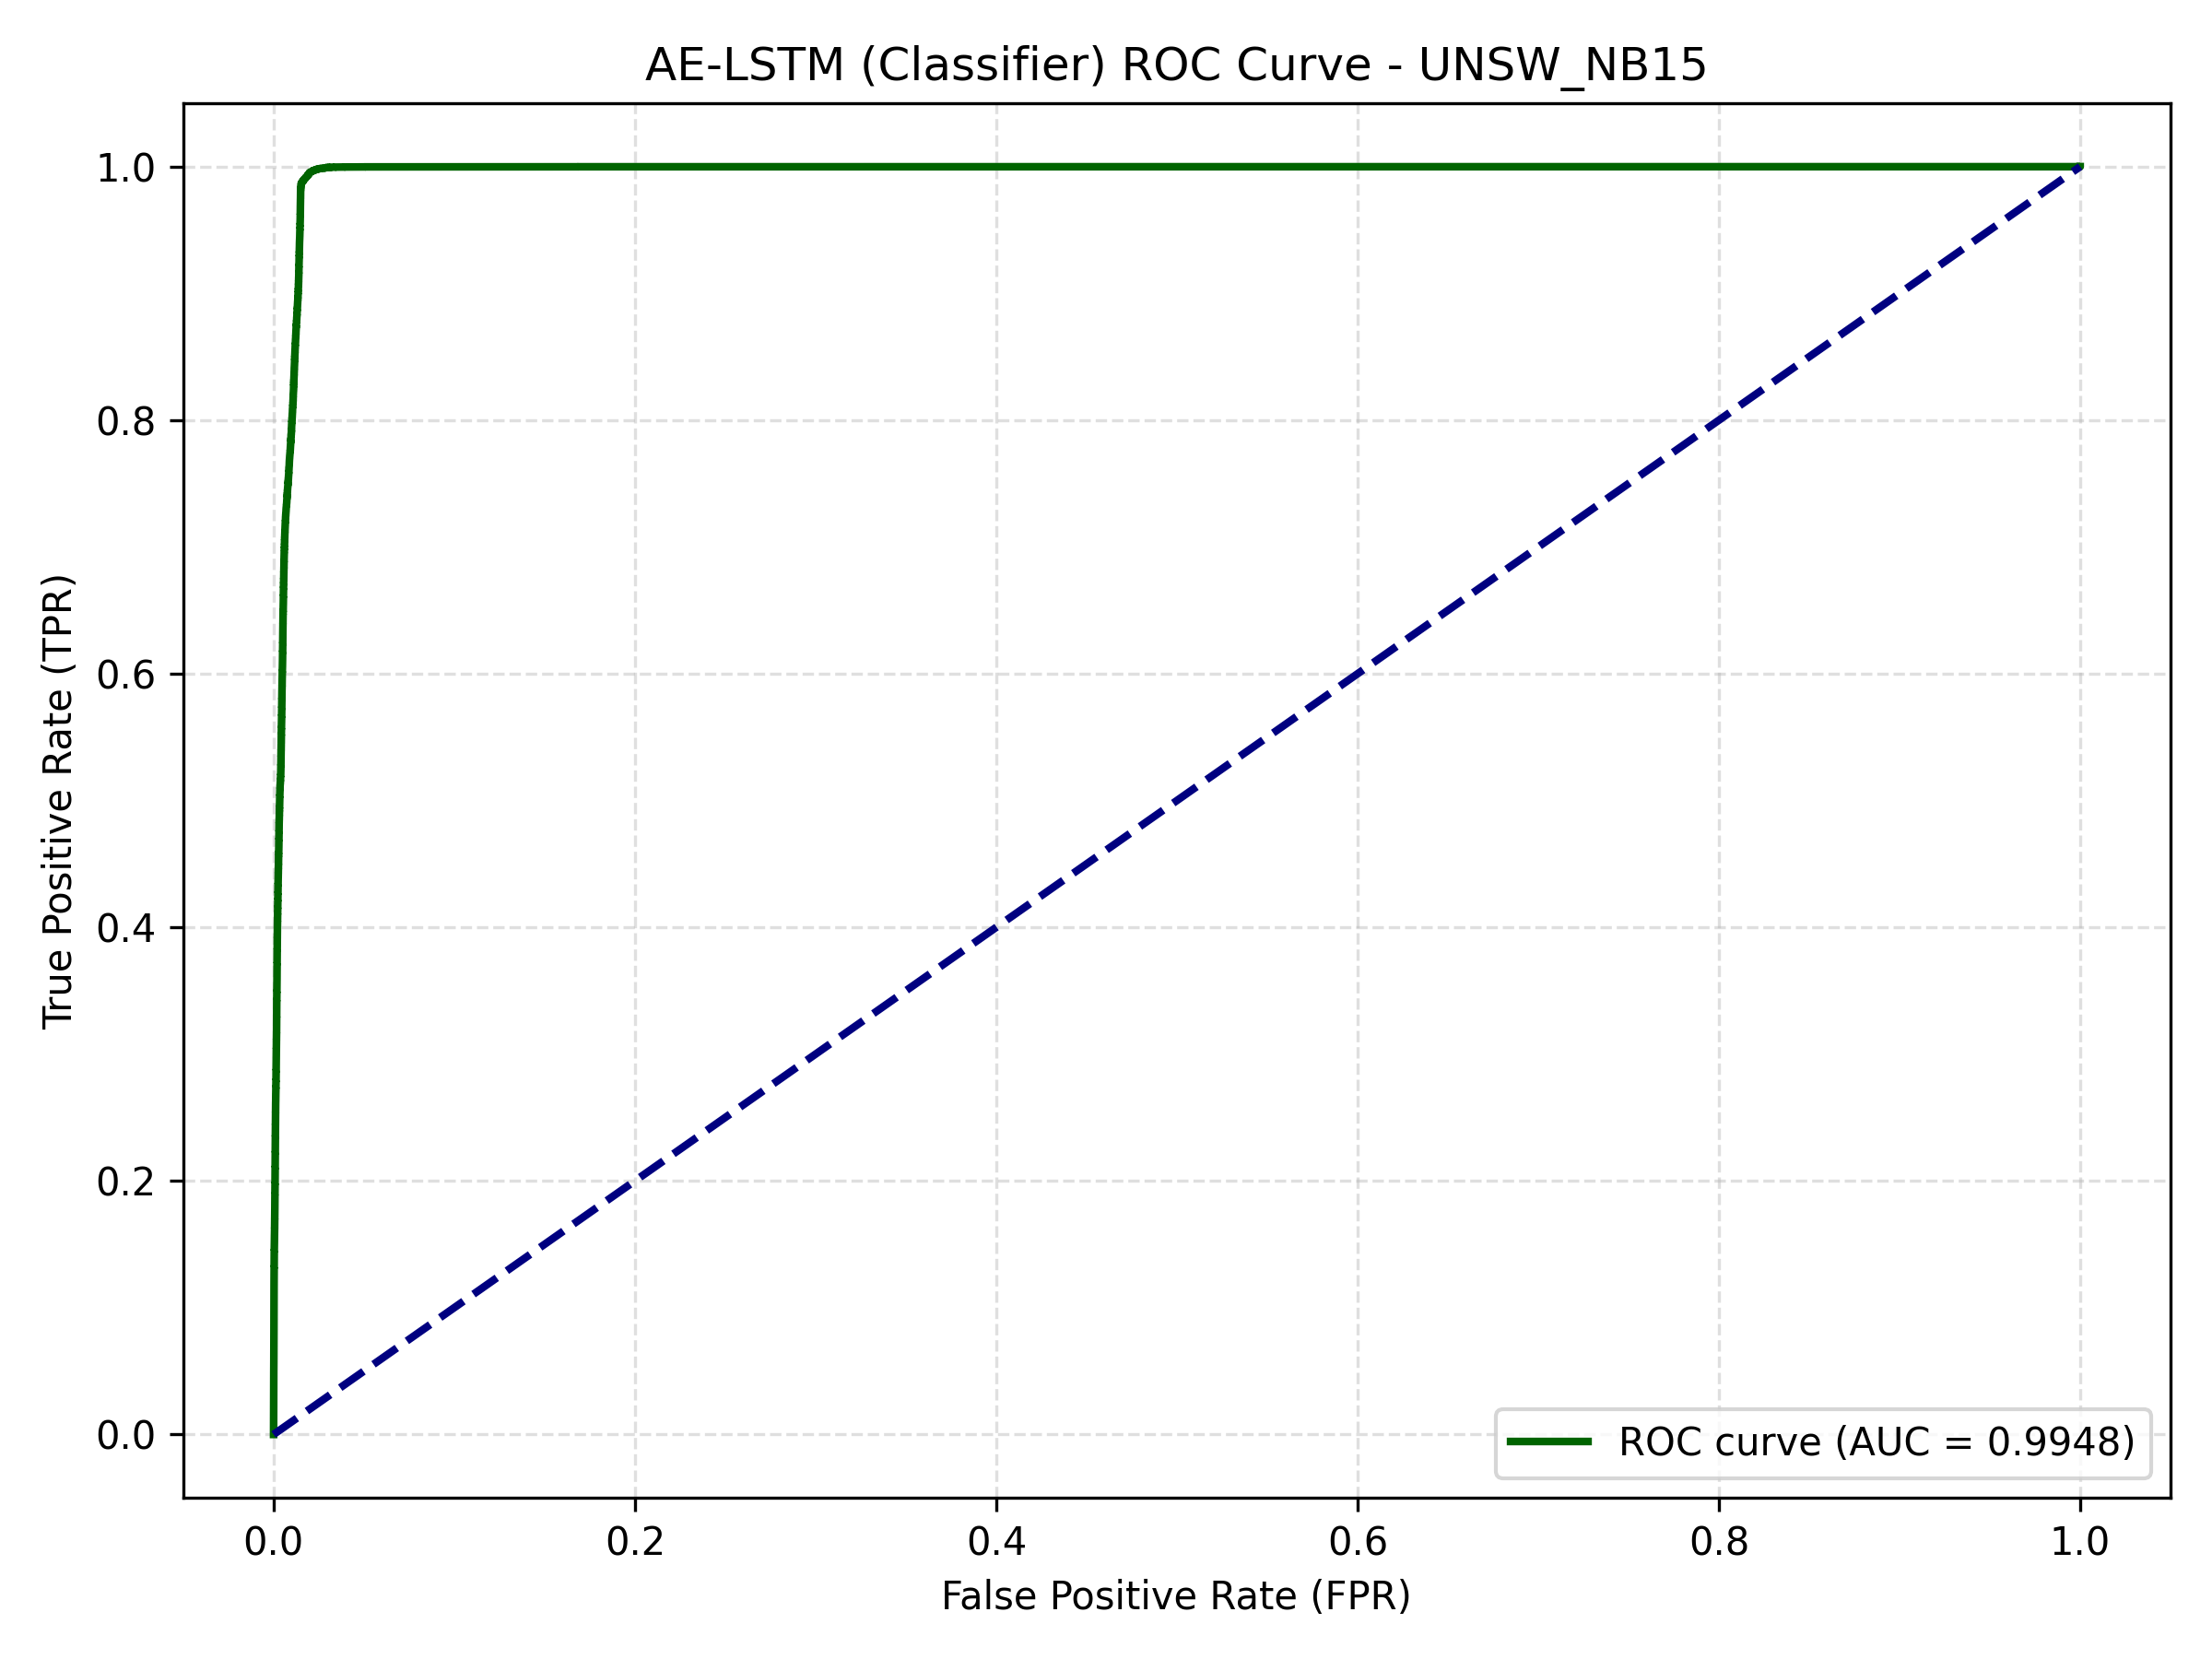 AE-LSTM (Classifier) ROC Curve - UNSW_NB15
True Positive Rate (TPR)
1.0
0.8
0.6
0.4
0.2
0.0
ROC curve (AUC = 0.9948)
0.0 0.2 0.4 0.6 0.8 1.0
False Positive Rate (FPR)